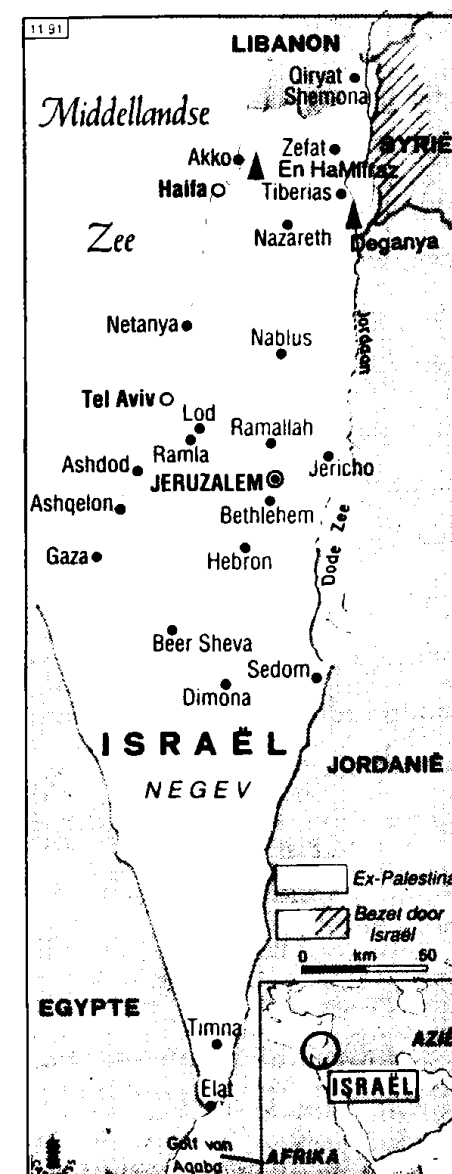 11 91
LIBANON
Qiryat
Shemona
Middellandse
Zefat
SYRIË
Akko
En HaMifraz
Haifa
Tiberias
Zee
Nazareth
Deganya
Netanya
Jordaan
Nablus
Tel Aviv
Lod
Ramallah
Ramla
Ashdod
Jericho
JERUZALEM
Ashqelon
Bethlehem
Dode Zee
Gaza
Hebron
Beer Sheva
Sedom
Dimona
ISRAËL
NEGEV
JORDANIË
Ex-Palestina
Bezet door
Israël
0 km 50
EGYPTE
Timna
AZIË
ISRAËL
Elat
Golf van
Aqaba
AFRIKA